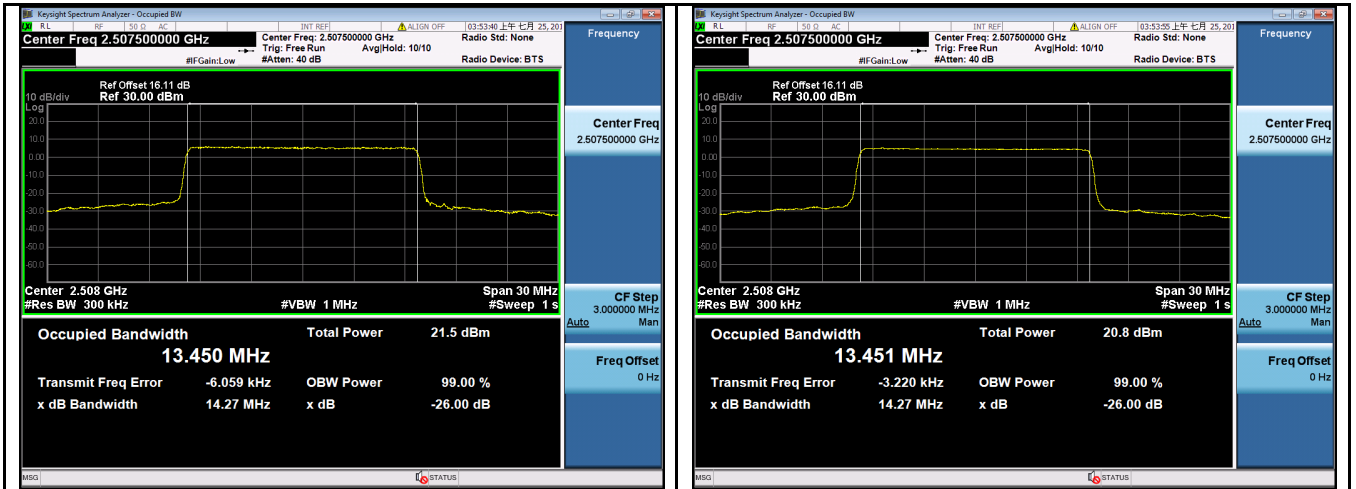 Keysight Spectrum Analyzer - Occupied BW
LXI RL RF 50 Ω AC INT REF ALIGN OFF 03:53:40 上午 七月 25, 201
Center Freq 2.507500000 GHz
Center Freq: 2.507500000 GHz
Radio Std: None
Trig: Free Run Avg|Hold: 10/10
#IFGain:Low
#Atten: 40 dB
Radio Device: BTS
Frequency
Ref Offset 16.11 dB
10 dB/div Ref 30.00 dBm
Log
20.0
10.0
0.00
-10.0
-20.0
-30.0
-40.0
-50.0
-60.0
Center 2.508 GHz Span 30 MHz
#Res BW 300 kHz #VBW 1 MHz #Sweep 1 s
Center Freq
2.507500000 GHz
CF Step
3.000000 MHz
Auto Man
Freq Offset
0 Hz
Occupied Bandwidth Total Power 21.5 dBm
13.450 MHz
Transmit Freq Error -6.059 kHz OBW Power 99.00 %
x dB Bandwidth 14.27 MHz x dB -26.00 dB
MSG STATUS
Keysight Spectrum Analyzer - Occupied BW
LXI RL RF 50 Ω AC INT REF ALIGN OFF 03:53:55 上午 七月 25, 201
Center Freq 2.507500000 GHz
Center Freq: 2.507500000 GHz
Radio Std: None
Trig: Free Run Avg|Hold: 10/10
#IFGain:Low
#Atten: 40 dB
Radio Device: BTS
Frequency
Ref Offset 16.11 dB
10 dB/div Ref 30.00 dBm
Log
20.0
10.0
0.00
-10.0
-20.0
-30.0
-40.0
-50.0
-60.0
Center 2.508 GHz Span 30 MHz
#Res BW 300 kHz #VBW 1 MHz #Sweep 1 s
Center Freq
2.507500000 GHz
CF Step
3.000000 MHz
Auto Man
Freq Offset
0 Hz
Occupied Bandwidth Total Power 20.8 dBm
13.451 MHz
Transmit Freq Error -3.220 kHz OBW Power 99.00 %
x dB Bandwidth 14.27 MHz x dB -26.00 dB
MSG STATUS